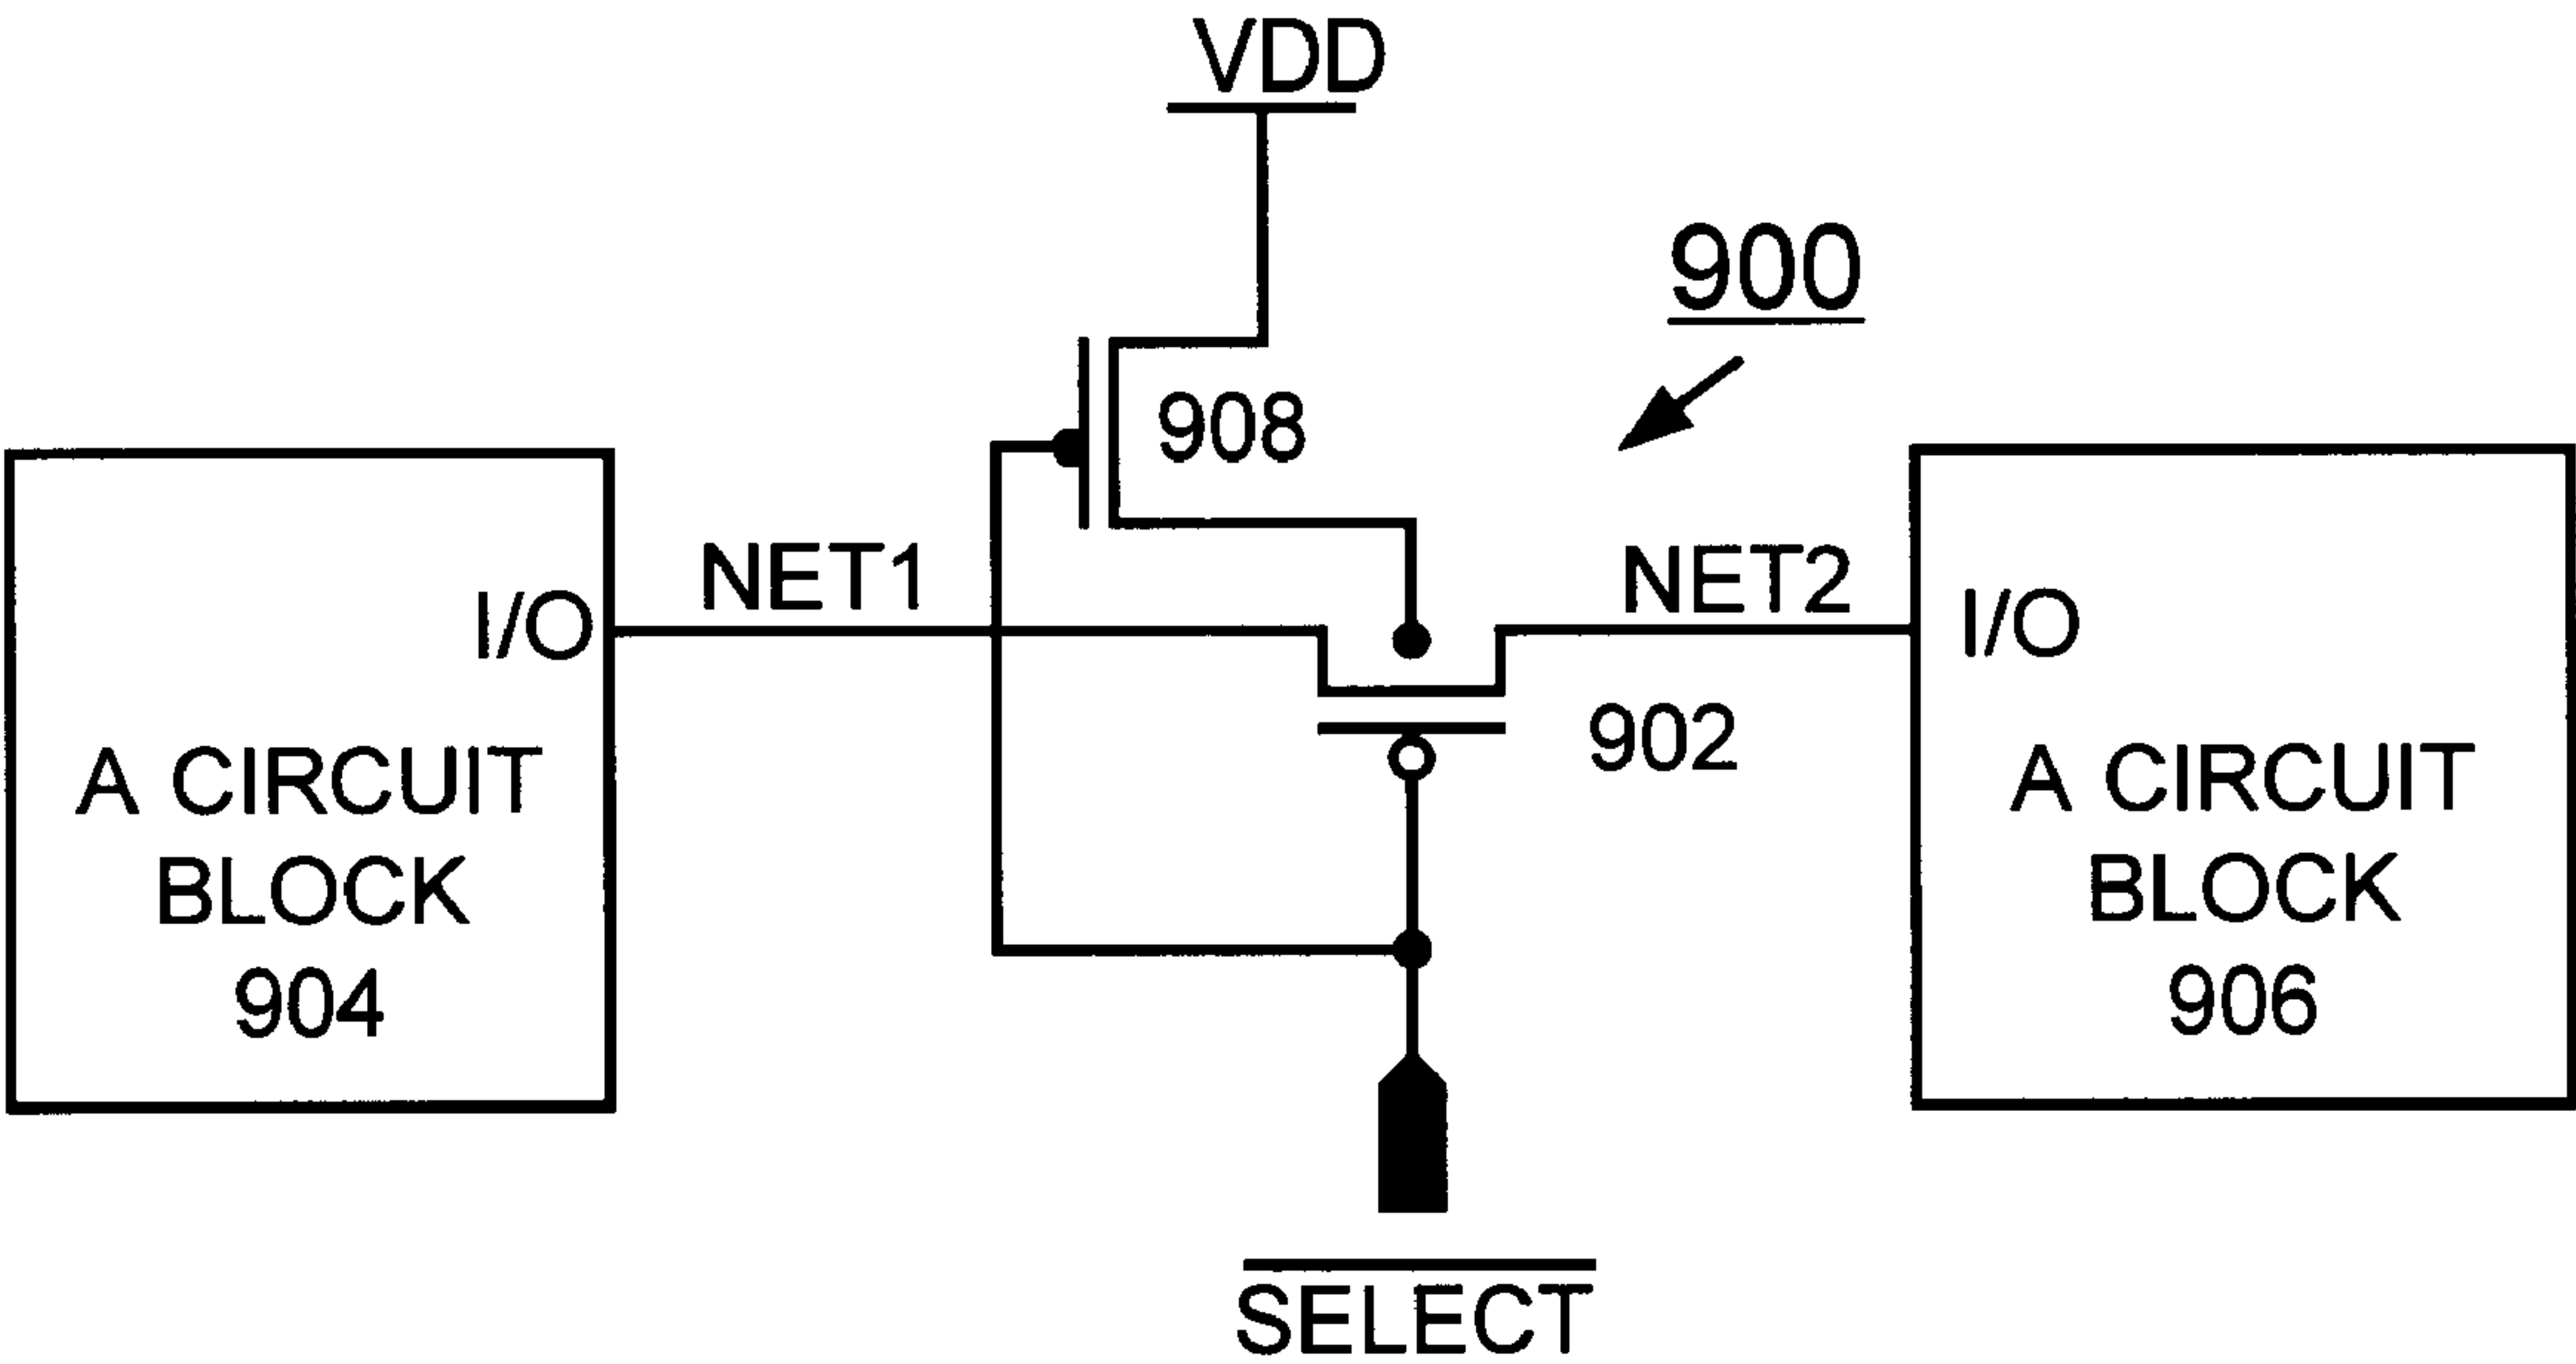 VDD
900
908
NET1
NET2
I/O
I/O
902
A CIRCUIT
BLOCK
904
A CIRCUIT
BLOCK
906
SELECT